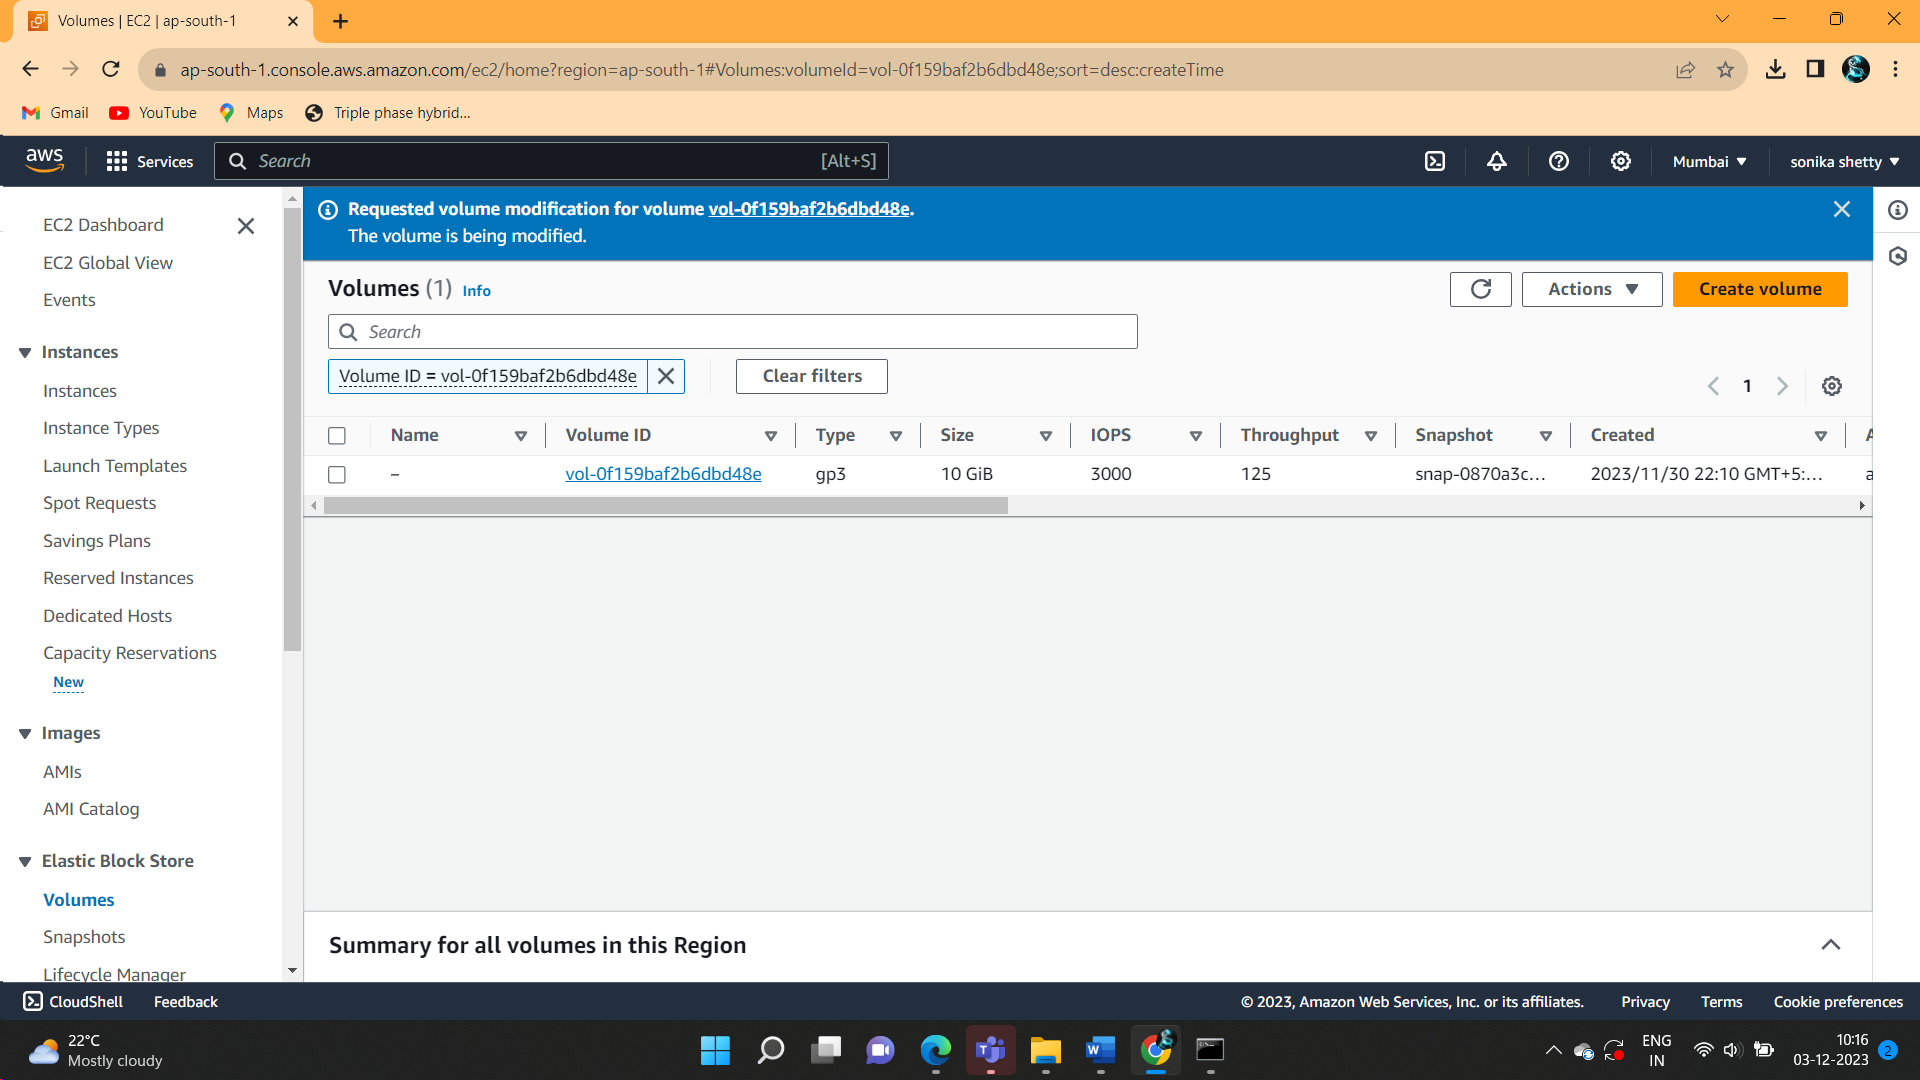 Volumes | EC2 | ap-south-1
ap-south-1.console.aws.amazon.com/ec2/home?region=ap-south-1#Volumes:volumeId=vol-0f159baf2b6dbd48e;sort=desc:createTime
Gmail YouTube Maps Triple phase hybrid...
aws Services Search [Alt+S] Mumbai sonika shetty
EC2 Dashboard
EC2 Global View
Events
Instances
Instances
Instance Types
Launch Templates
Spot Requests
Savings Plans
Reserved Instances
Dedicated Hosts
Capacity Reservations
New
Images
AMIs
AMI Catalog
Elastic Block Store
Volumes
Snapshots
Lifecycle Manager
Requested volume modification for volume vol-0f159baf2b6dbd48e.
The volume is being modified.
Volumes (1) Info
Actions
Create volume
Search
Volume ID = vol-0f159baf2b6dbd48e
Clear filters
1
Name Volume ID Type Size IOPS Throughput Snapshot Created
– vol-0f159baf2b6dbd48e gp3 10 GiB 3000 125 snap-0870a3c... 2023/11/30 22:10 GMT+5:...
Summary for all volumes in this Region
CloudShell Feedback © 2023, Amazon Web Services, Inc. or its affiliates. Privacy Terms Cookie preferences
22°C
Mostly cloudy
ENG
IN
10:16
03-12-2023
2